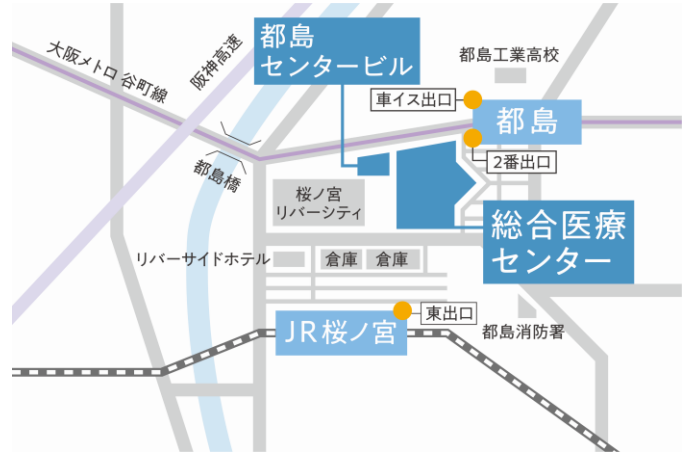 都島
センタービル
阪神高速
大阪メトロ 谷町線
都島工業高校
車イス出口
都島
2番出口
都島橋
桜ノ宮
リバーシティ
総合医療
センター
リバーサイドホテル
倉庫
倉庫
東出口
JR桜ノ宮
都島消防署